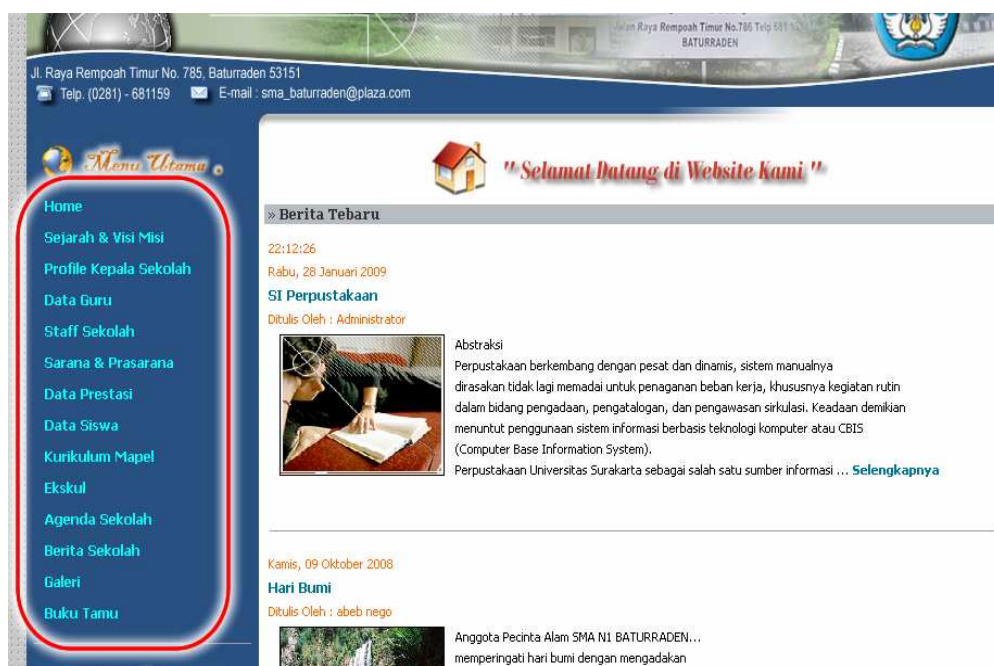 Jalan Raya Rempoah Timur No.786 Telp 681
BATURRADEN
Jl. Raya Rempoah Timur No. 785, Baturraden 53151
Telp. (0281) - 681159 E-mail : sma_baturraden@plaza.com
Menu Utama
Home
Sejarah & Visi Misi
Profile Kepala Sekolah
Data Guru
Staff Sekolah
Sarana & Prasarana
Data Prestasi
Data Siswa
Kurikulum Mapel
Ekskul
Agenda Sekolah
Berita Sekolah
Galeri
Buku Tamu
" Selamat Datang di Website Kami "
» Berita Tebaru
22:12:26
Rabu, 28 Januari 2009
SI Perpustakaan
Ditulis Oleh : Administrator
Abstraksi
Perpustakaan berkembang dengan pesat dan dinamis, sistem manualnya
dirasakan tidak lagi memadai untuk penaganan beban kerja, khususnya kegiatan rutin
dalam bidang pengadaan, pengatalogan, dan pengawasan sirkulasi. Keadaan demikian
menuntut penggunaan sistem informasi berbasis teknologi komputer atau CBIS
(Computer Base Information System).
Perpustakaan Universitas Surakarta sebagai salah satu sumber informasi ... Selengkapnya
Kamis, 09 Oktober 2008
Hari Bumi
Ditulis Oleh : abeb nego
Anggota Pecinta Alam SMA N1 BATURRADEN...
memperingati hari bumi dengan mengadakan